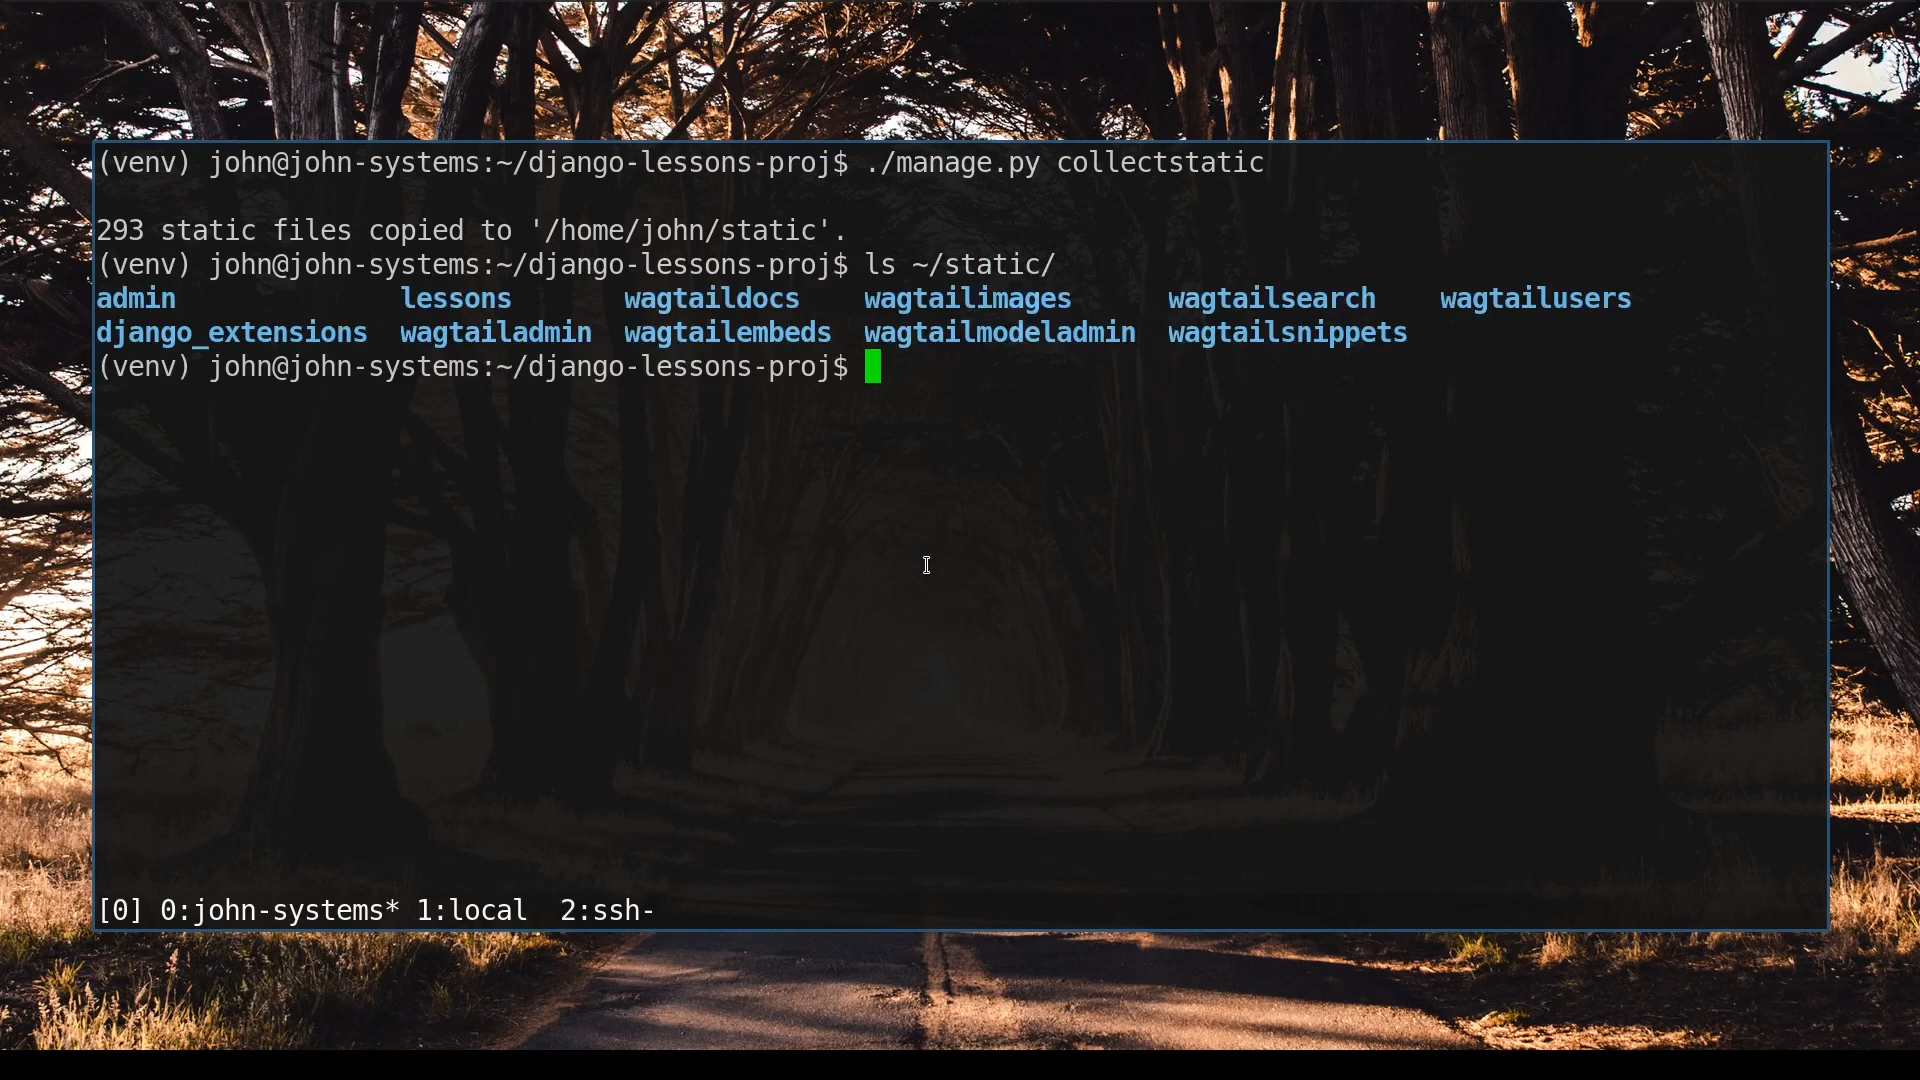 (venv) john@john-systems:~/django-lessons-proj$ ./manage.py collectstatic
293 static files copied to '/home/john/static'.
(venv) john@john-systems:~/django-lessons-proj$ ls ~/static/
admin lessons wagtaildocs wagtailimages wagtailsearch wagtailusers
django_extensions wagtailadmin wagtailembeds wagtailmodeladmin wagtailsnippets
(venv) john@john-systems:~/django-lessons-proj$
[0] 0:john-systems* 1:local 2:ssh-